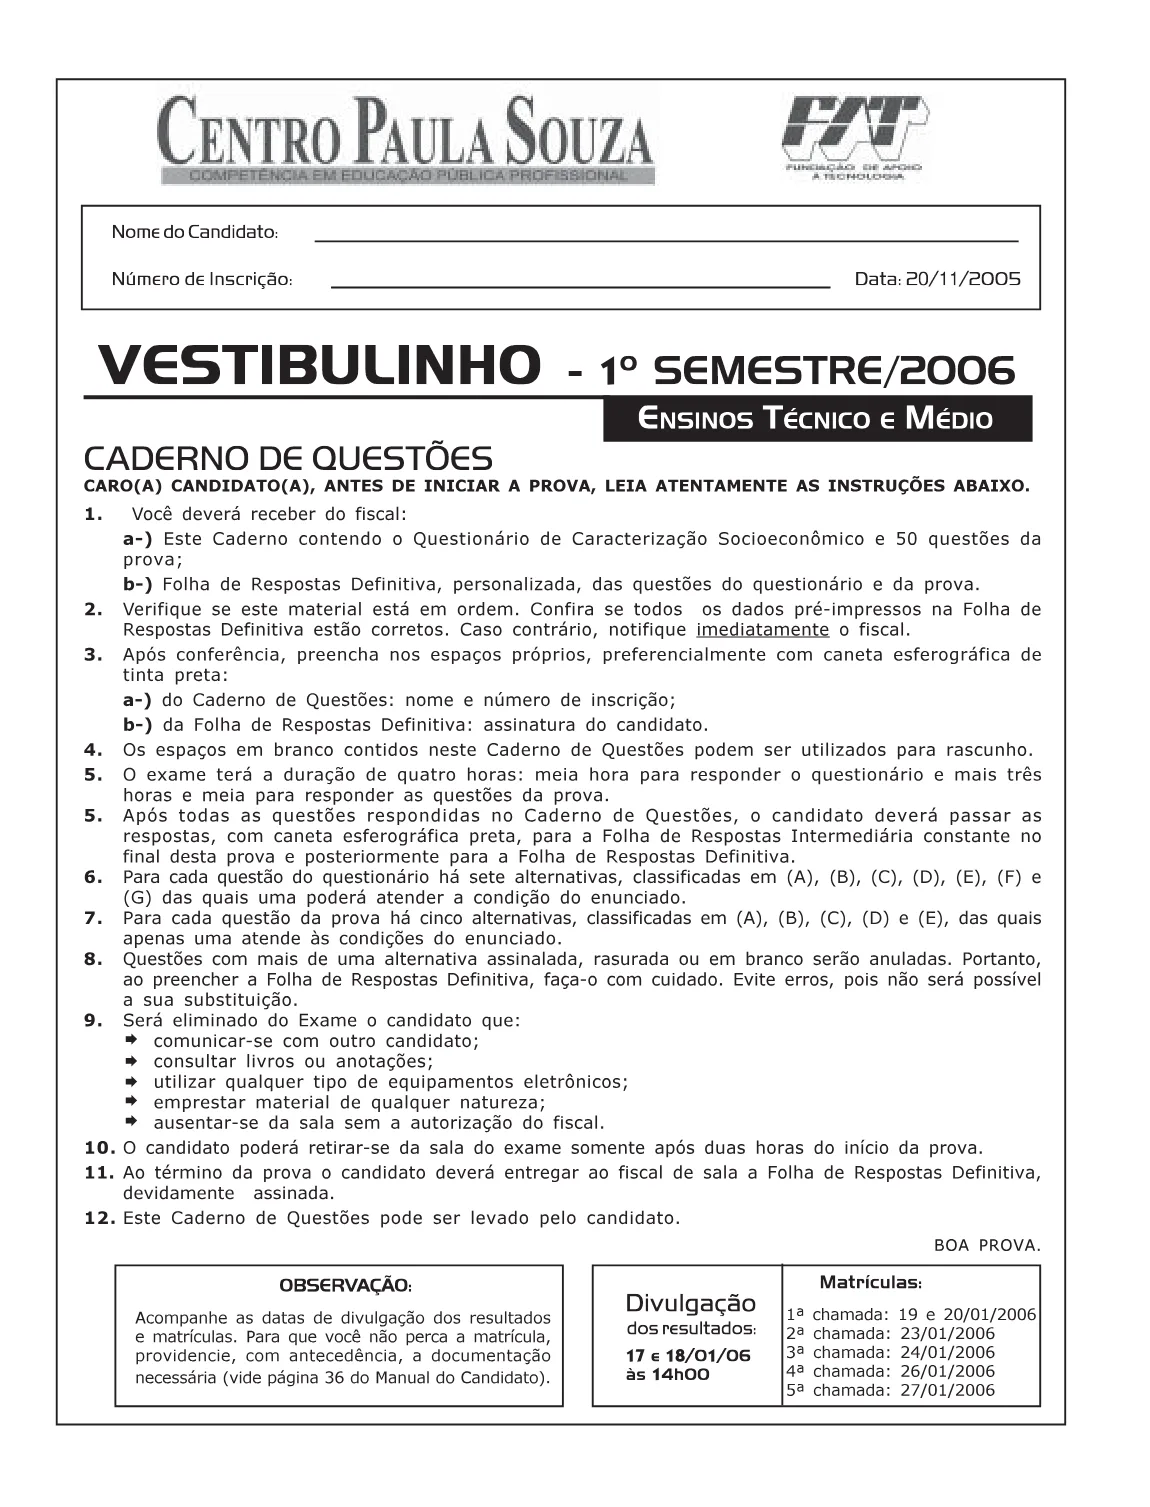 CENTRO PAULA SOUZA
COMPETÊNCIA EM EDUCAÇÃO PÚBLICA PROFISSIONAL
FAT
FUNDAÇÃO DE APOIO
À TECNOLOGIA
Nome do Candidato:
Número de Inscrição:
Data: 20/11/2005
VESTIBULINHO - 1º SEMESTRE/2006
ENSINOS TÉCNICO E MÉDIO
CADERNO DE QUESTÕES
CARO(A) CANDIDATO(A), ANTES DE INICIAR A PROVA, LEIA ATENTAMENTE AS INSTRUÇÕES ABAIXO.
1. Você deverá receber do fiscal:
a-) Este Caderno contendo o Questionário de Caracterização Socioeconômico e 50 questões da
prova;
b-) Folha de Respostas Definitiva, personalizada, das questões do questionário e da prova.
2. Verifique se este material está em ordem. Confira se todos os dados pré-impressos na Folha de
Respostas Definitiva estão corretos. Caso contrário, notifique imediatamente o fiscal.
3. Após conferência, preencha nos espaços próprios, preferencialmente com caneta esferográfica de
tinta preta:
a-) do Caderno de Questões: nome e número de inscrição;
b-) da Folha de Respostas Definitiva: assinatura do candidato.
4. Os espaços em branco contidos neste Caderno de Questões podem ser utilizados para rascunho.
5. O exame terá a duração de quatro horas: meia hora para responder o questionário e mais três
horas e meia para responder as questões da prova.
5. Após todas as questões respondidas no Caderno de Questões, o candidato deverá passar as
respostas, com caneta esferográfica preta, para a Folha de Respostas Intermediária constante no
final desta prova e posteriormente para a Folha de Respostas Definitiva.
6. Para cada questão do questionário há sete alternativas, classificadas em (A), (B), (C), (D), (E), (F) e
(G) das quais uma poderá atender a condição do enunciado.
7. Para cada questão da prova há cinco alternativas, classificadas em (A), (B), (C), (D) e (E), das quais
apenas uma atende às condições do enunciado.
8. Questões com mais de uma alternativa assinalada, rasurada ou em branco serão anuladas. Portanto,
ao preencher a Folha de Respostas Definitiva, faça-o com cuidado. Evite erros, pois não será possível
a sua substituição.
9. Será eliminado do Exame o candidato que:
comunicar-se com outro candidato;
consultar livros ou anotações;
utilizar qualquer tipo de equipamentos eletrônicos;
emprestar material de qualquer natureza;
ausentar-se da sala sem a autorização do fiscal.
10. O candidato poderá retirar-se da sala do exame somente após duas horas do início da prova.
11. Ao término da prova o candidato deverá entregar ao fiscal de sala a Folha de Respostas Definitiva,
devidamente assinada.
12. Este Caderno de Questões pode ser levado pelo candidato.
BOA PROVA.
OBSERVAÇÃO:
Acompanhe as datas de divulgação dos resultados
e matrículas. Para que você não perca a matrícula,
providencie, com antecedência, a documentação
necessária (vide página 36 do Manual do Candidato).
Divulgação
dos resultados:
17 e 18/01/06
às 14h00
Matrículas:
1ª chamada: 19 e 20/01/2006
2ª chamada: 23/01/2006
3ª chamada: 24/01/2006
4ª chamada: 26/01/2006
5ª chamada: 27/01/2006